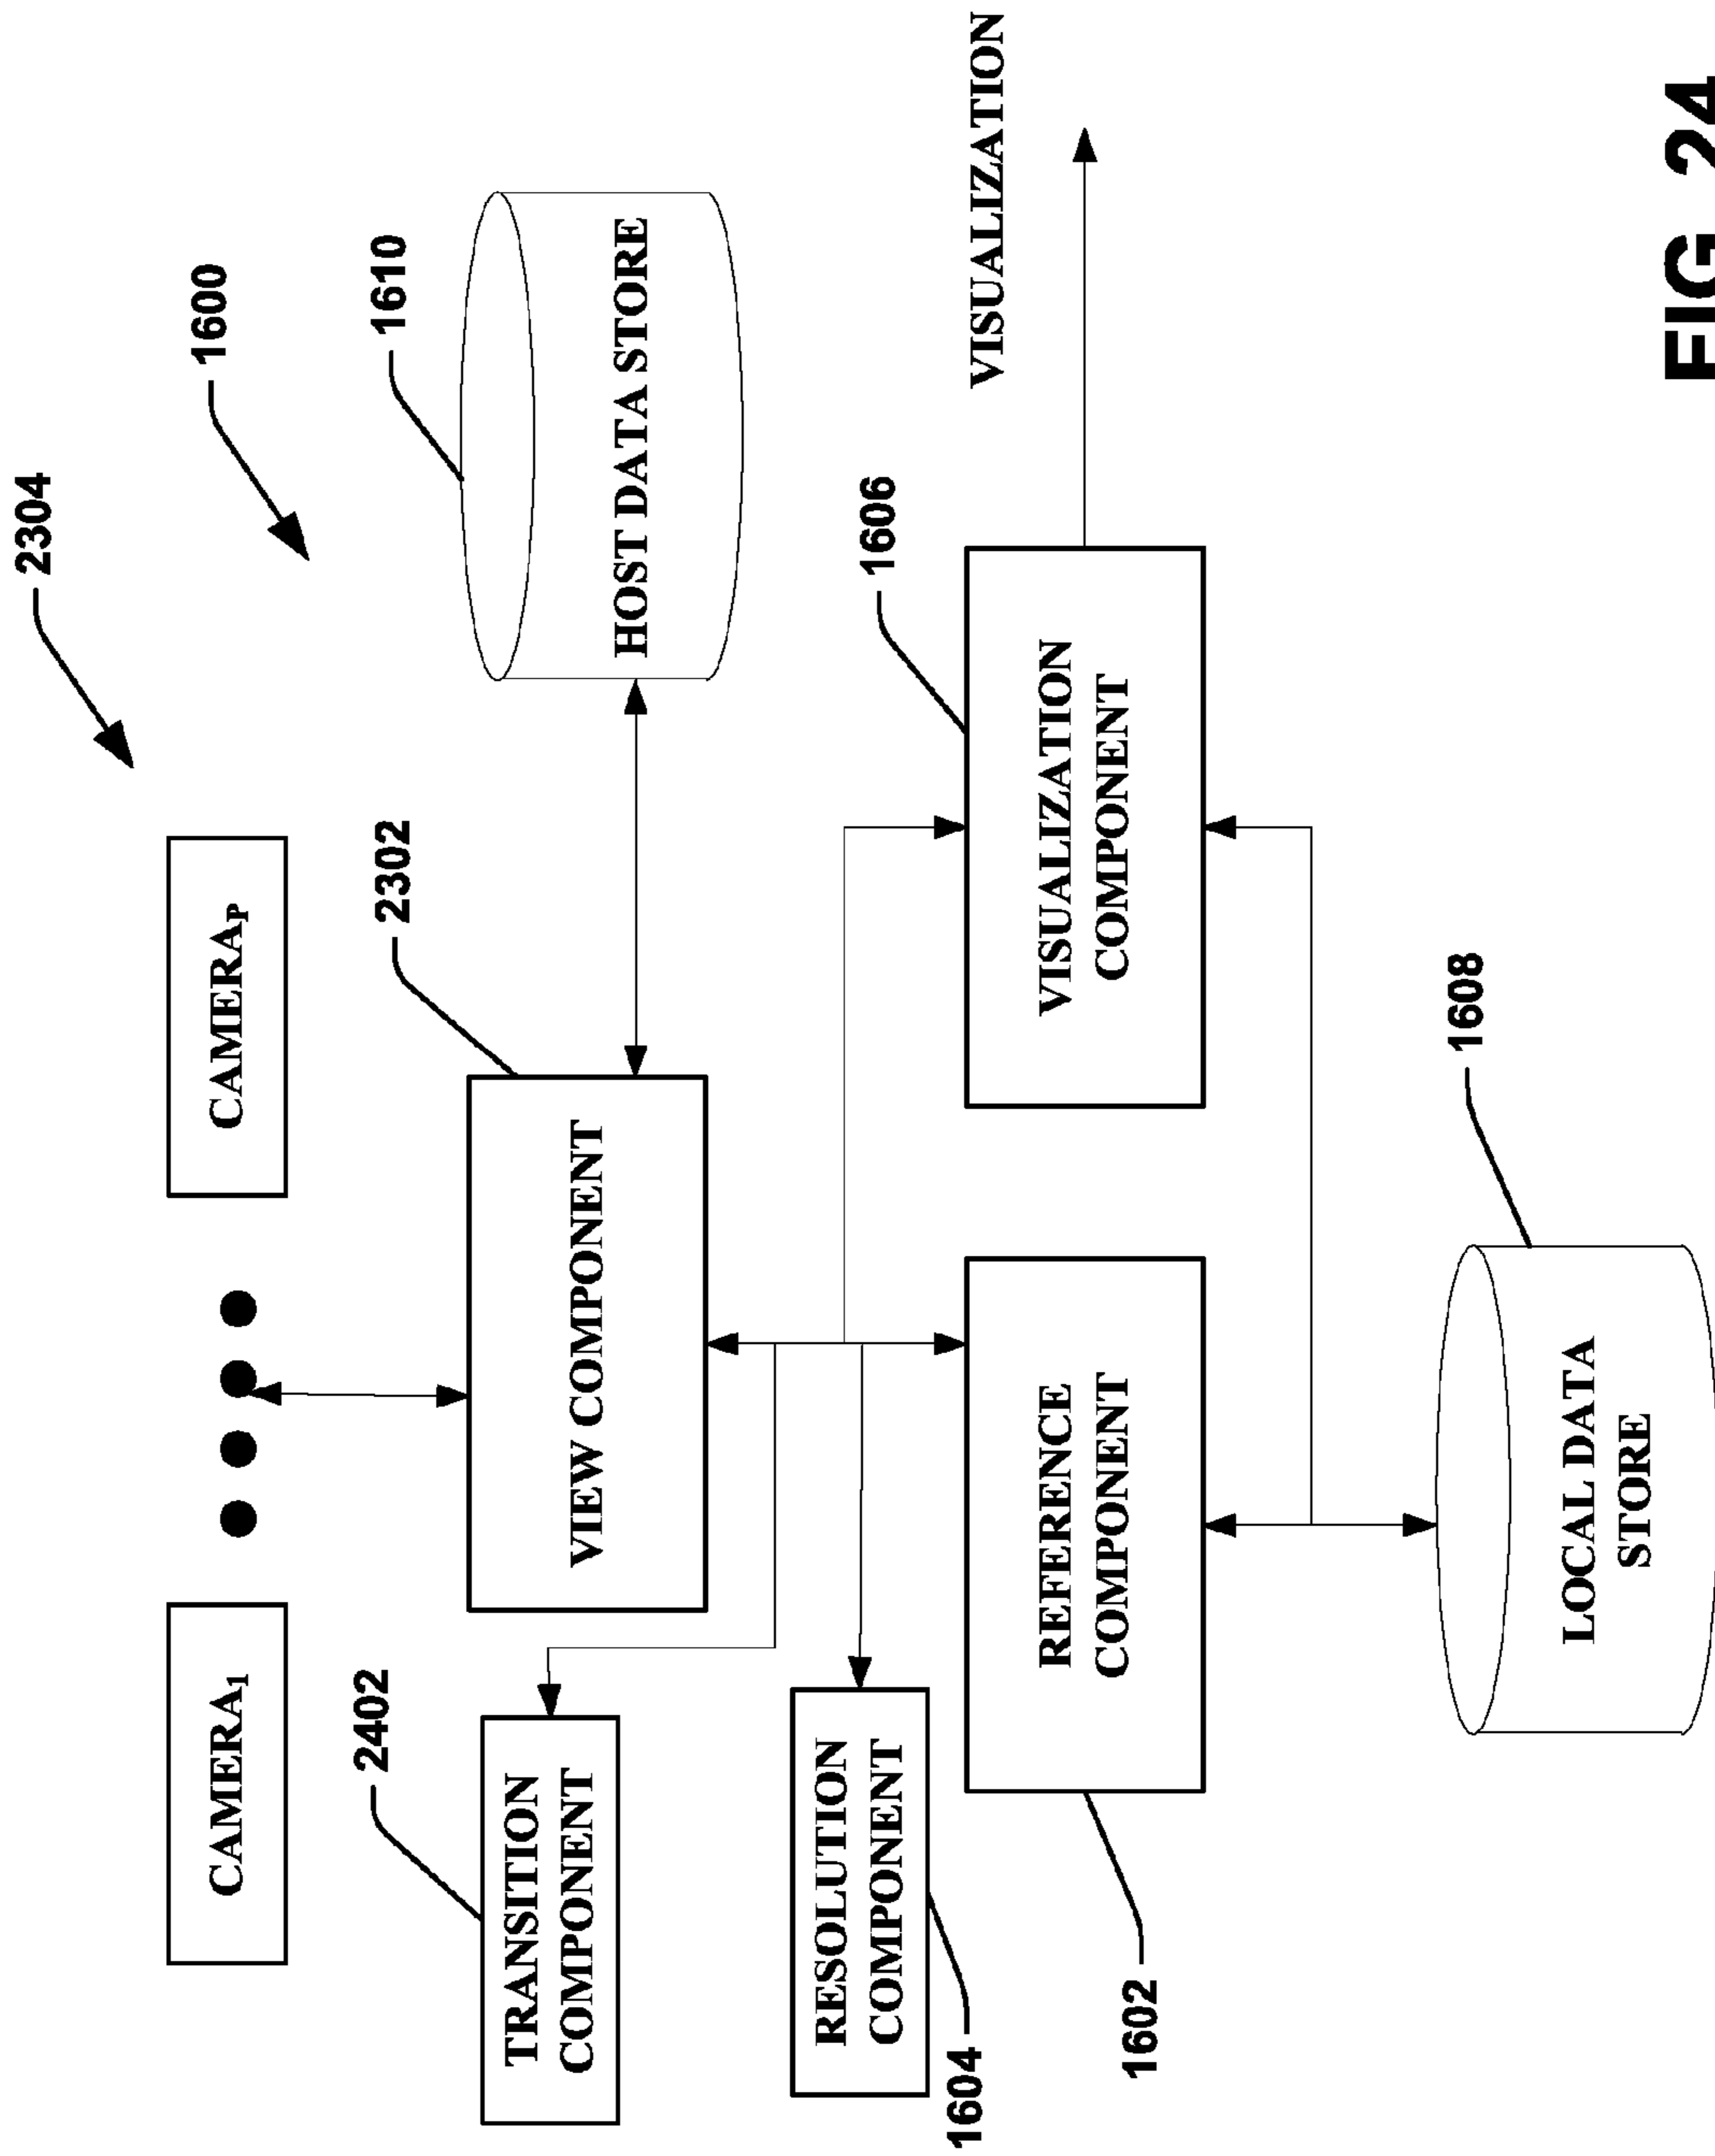 2304
1600
CAMERA1
CAMERAP
2402
2302
1610
TRANSITION
COMPONENT
VIEW COMPONENT
HOST DATA STORE
1606
RESOLUTION
COMPONENT
1604
REFERENCE
COMPONENT
1602
VISUALIZATION
COMPONENT
VISUALIZATION
1608
LOCAL DATA
STORE
FIG. 24